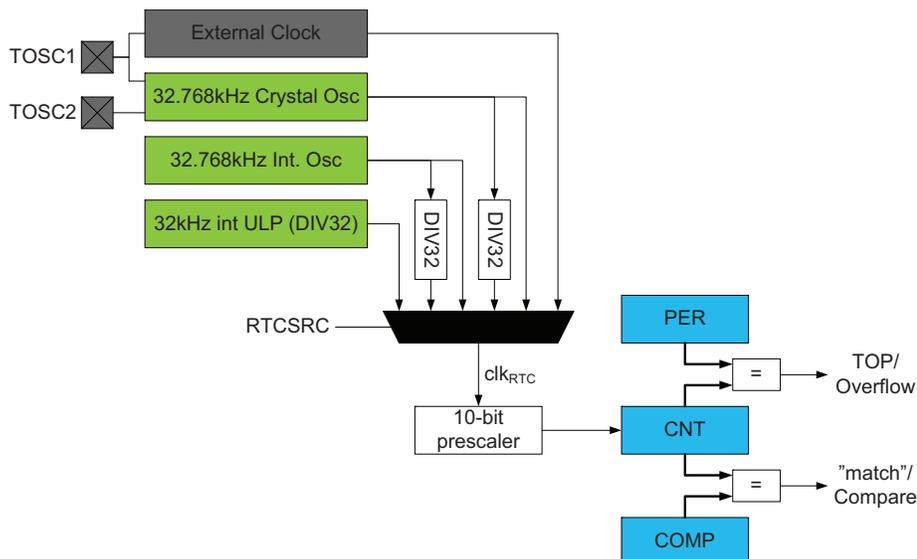 External Clock
TOSC1
32.768kHz Crystal Osc
TOSC2
32.768kHz Int. Osc
32kHz int ULP (DIV32)
DIV32
DIV32
RTCSRC
PER
clkRTC
=
TOP/
Overflow
10-bit
prescaler
CNT
=
”match”/
Compare
COMP